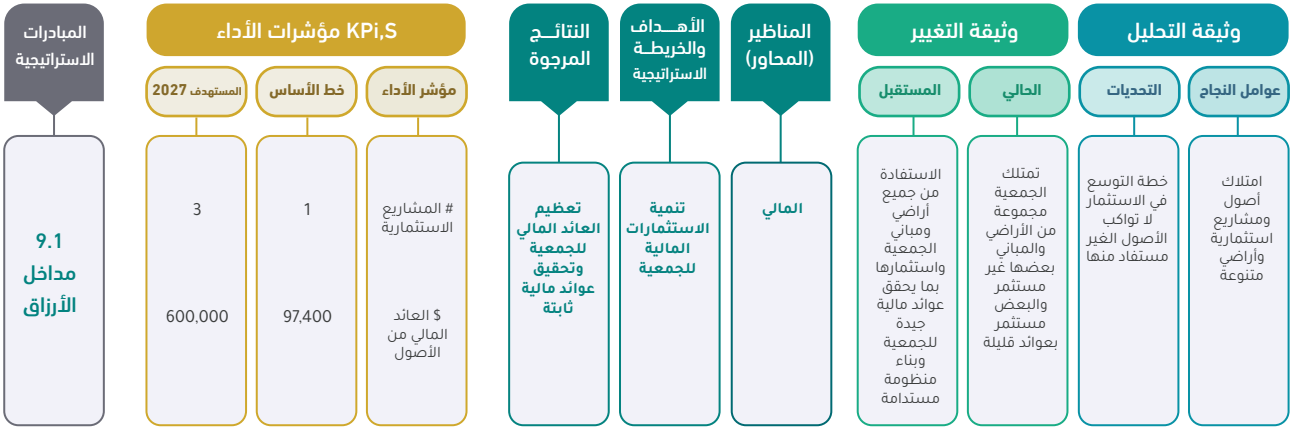 وثيقة التحليل
عوامل النجاح
امتلاك
أصول
ومشاريع
استثمارية
وأراضي
متنوعة
التحديات
خطة التوسع
في الاستثمار
لا تواكب
الأصول الغير
مستفاد منها
وثيقة التغيير
الحالي
تمتلك
الجمعية
مجموعة
من الأراضي
والمباني
بعضها غير
مستثمر
والبعض
مستثمر
بعوائد قليلة
المستقبل
الاستفادة
من جميع
أراضي
ومباني
الجمعية
واستثمارها
بما يحقق
عوائد مالية
جيدة
للجمعية
وبناء
منظومة
مستدامة
المناظير
(المحاور)
المالي
الأهــداف
والخريطـة
الاستراتيجية
تنمية
الاستثمارات
المالية
للجمعية
النتائــج
المرجوة
تعظيم
العائد المالي
للجمعية
وتحقيق
عوائد مالية
ثابتة
KPi,S مؤشرات الأداء
مؤشر الأداء
# المشاريع
الاستثمارية
$ العائد
المالي من
الأصول
خط الأساس
1
97,400
المستهدف 2027
3
600,000
المبادرات
الاستراتيجية
9.1
مداخل
الأرزاق